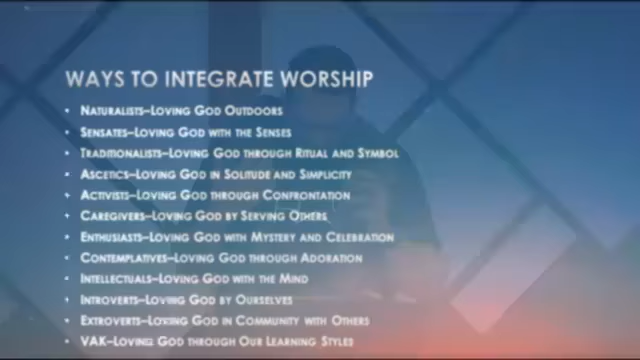 WAYS TO INTEGRATE WORSHIP
• NATURALISTS–LOVING GOD OUTDOORS
• SENSATES–LOVING GOD WITH THE SENSES
• TRADITIONALISTS–LOVING GOD THROUGH RITUAL AND SYMBOL
• ASCETICS–LOVING GOD IN SOLITUDE AND SIMPLICITY
• ACTIVISTS–LOVING GOD THROUGH CONFRONTATION
• CAREGIVERS–LOVING GOD BY SERVING OTHERS
• ENTHUSIASTS–LOVING GOD WITH MYSTERY AND CELEBRATION
• CONTEMPLATIVES–LOVING GOD THROUGH ADORATION
• INTELLECTUALS–LOVING GOD WITH THE MIND
• INTROVERTS–LOVING GOD BY OURSELVES
• EXTROVERTS–LOVING GOD IN COMMUNITY WITH OTHERS
• VAK–LOVING GOD THROUGH OUR LEARNING STYLES